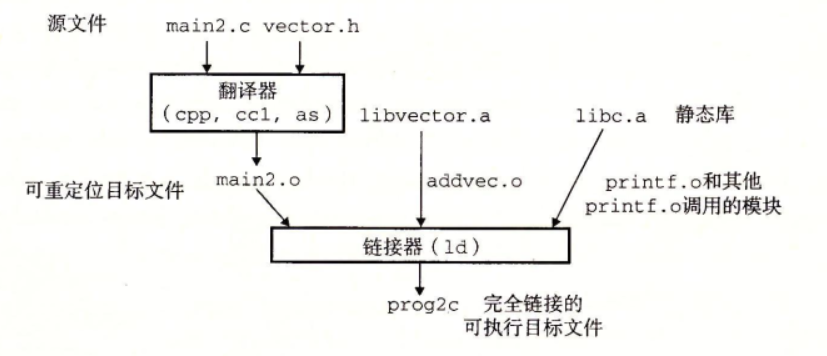 源文件 main2.c vector.h
翻译器
(cpp, cc1, as) libvector.a libc.a 静态库
可重定位目标文件 main2.o addvec.o printf.o和其他
printf.o调用的模块
链接器(ld)
prog2c 完全链接的
可执行目标文件